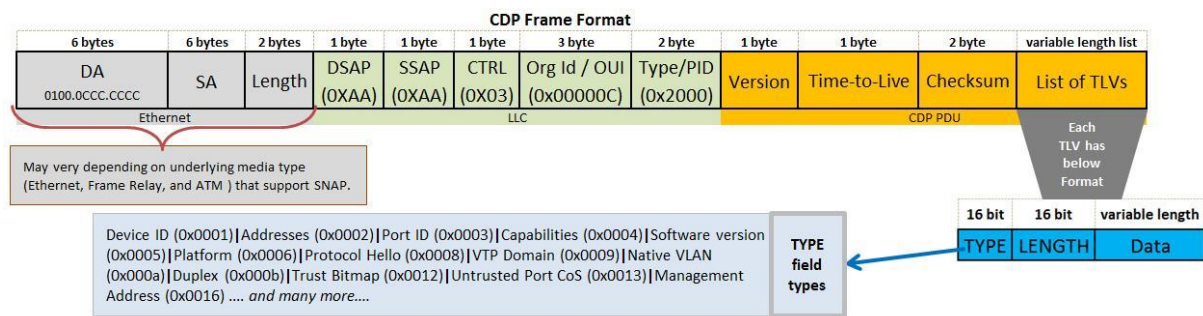 CDP Frame Format
6 bytes 6 bytes 2 bytes 1 byte 1 byte 1 byte 3 byte 2 byte 1 byte 1 byte 2 byte variable length list
DA SA Length DSAP SSAP CTRL Org Id / OUI Type/PID Version Time-to-Live Checksum List of TLVs
0100.0CCC.CCCC (0XAA) (0XAA) (0X03) (0x00000C) (0x2000)
Ethernet LLC CDP PDU
May very depending on underlying media type
(Ethernet, Frame Relay, and ATM ) that support SNAP.
Each
TLV has
below
Format
16 bit 16 bit variable length
TYPE LENGTH Data
Device ID (0x0001)|Addresses (0x0002)|Port ID (0x0003)|Capabilities (0x0004)|Software version
(0x0005)|Platform (0x0006)|Protocol Hello (0x0008)|VTP Domain (0x0009)|Native VLAN
(0x000a)|Duplex (0x000b)|Trust Bitmap (0x0012)|Untrusted Port CoS (0x0013)|Management
Address (0x0016) .... and many more....
TYPE
field
types